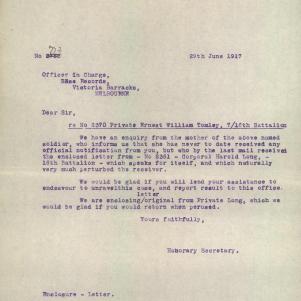 No
29th June 1917
Officer in Charge,
Base Records,
Victoria Barracks,
MELBOURNE
Dear Sir,
re No 2370 Private Ernest William Tomley, 7/16th Battalion
We have an enquiry from the mother of the above named
soldier, who informs us that she has never to date received any
official notification from you, but who by the last mail received
the enclosed letter from - No 2351 - Corporal Harold Long, -
16th Battalion - which speaks for itself, and which naturally
very much perturbed the receiver.
We would be glad if you will lend your assistance to
endeavour to unravelthis case, and report result to this office.
letter
We are enclosing/original from Private Long, which we
would be glad if you would return when perused.
Yours faithfully,
Honorary Secretary.
Enclosure - Letter.